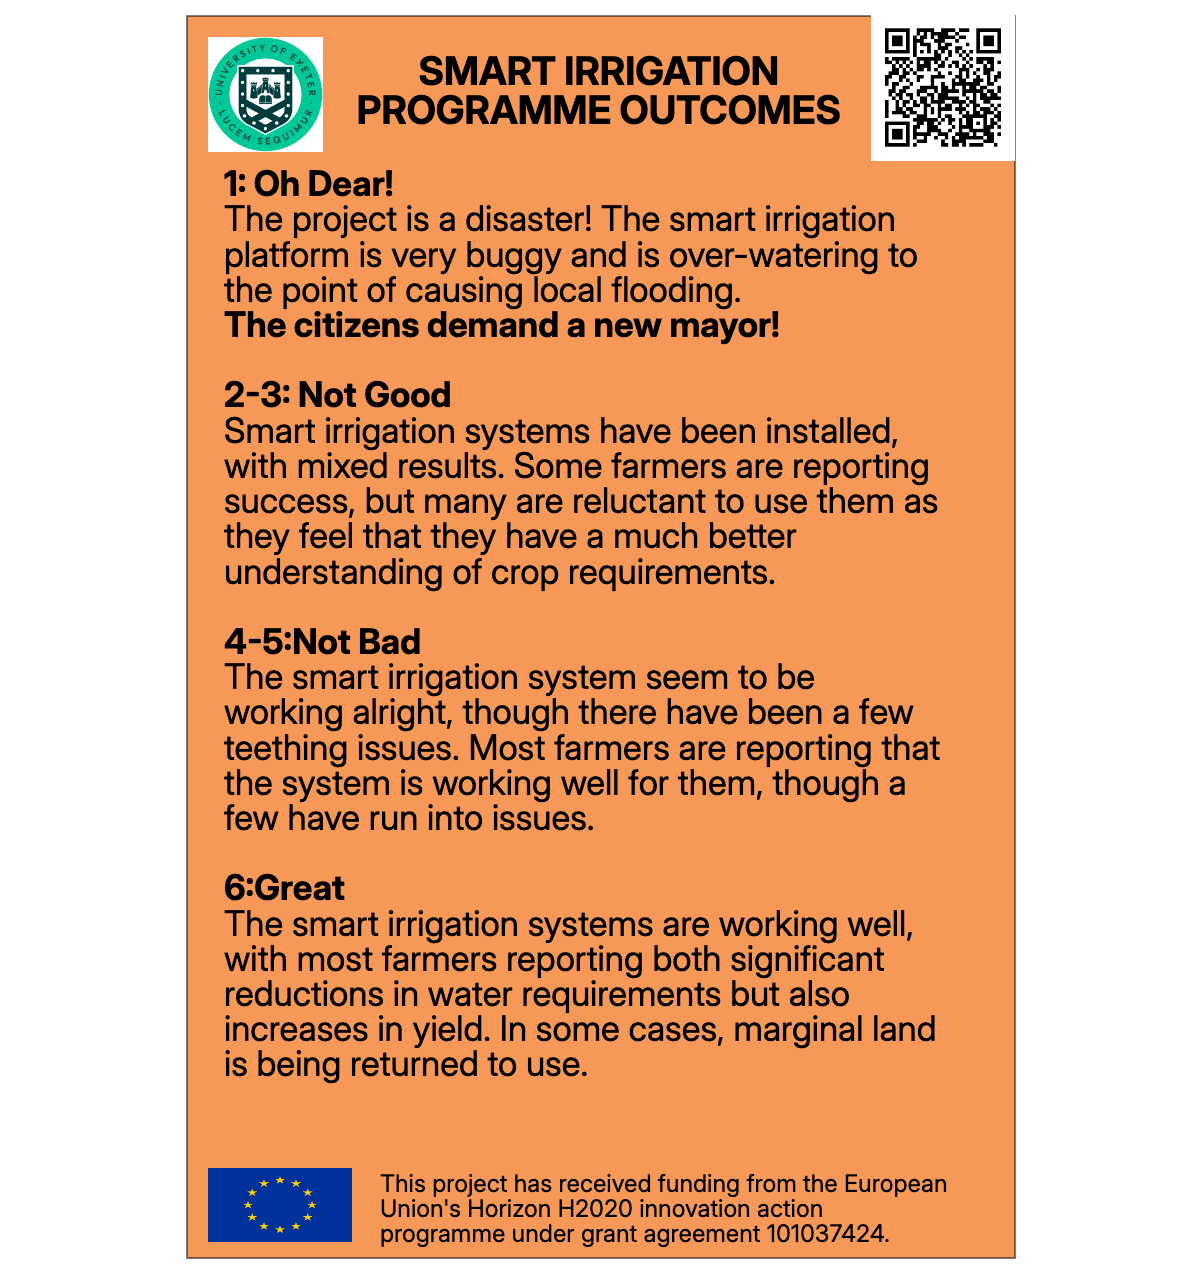 UNIVERSITY OF EXETER
LUCEM SEQUIMUR
SMART IRRIGATION
PROGRAMME OUTCOMES
1: Oh Dear!
The project is a disaster! The smart irrigation
platform is very buggy and is over-watering to
the point of causing local flooding.
The citizens demand a new mayor!
2-3: Not Good
Smart irrigation systems have been installed,
with mixed results. Some farmers are reporting
success, but many are reluctant to use them as
they feel that they have a much better
understanding of crop requirements.
4-5:Not Bad
The smart irrigation system seem to be
working alright, though there have been a few
teething issues. Most farmers are reporting that
the system is working well for them, though a
few have run into issues.
6:Great
The smart irrigation systems are working well,
with most farmers reporting both significant
reductions in water requirements but also
increases in yield. In some cases, marginal land
is being returned to use.
This project has received funding from the European
Union's Horizon H2020 innovation action
programme under grant agreement 101037424.